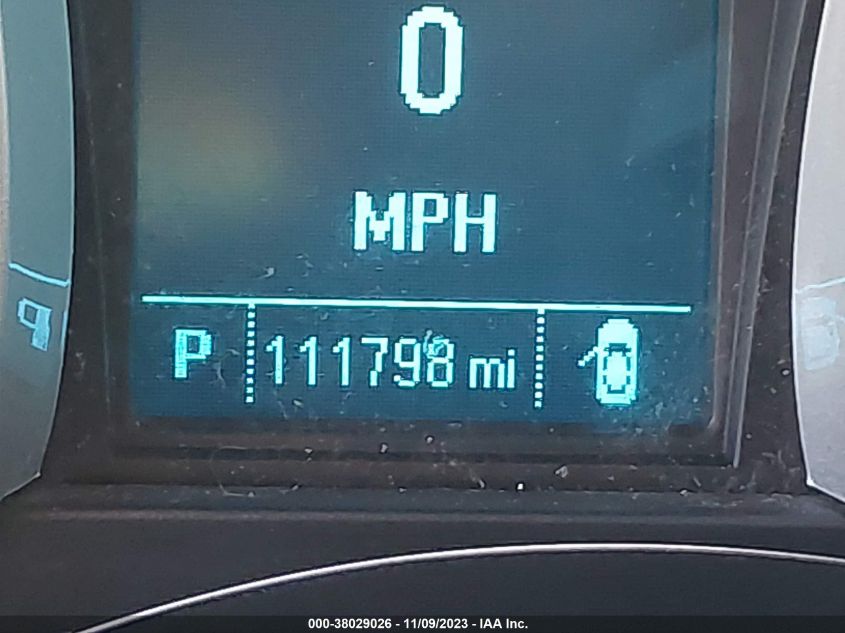 0
MPH
P 111798 mi
000-38029026 - 11/09/2023 - IAA Inc.